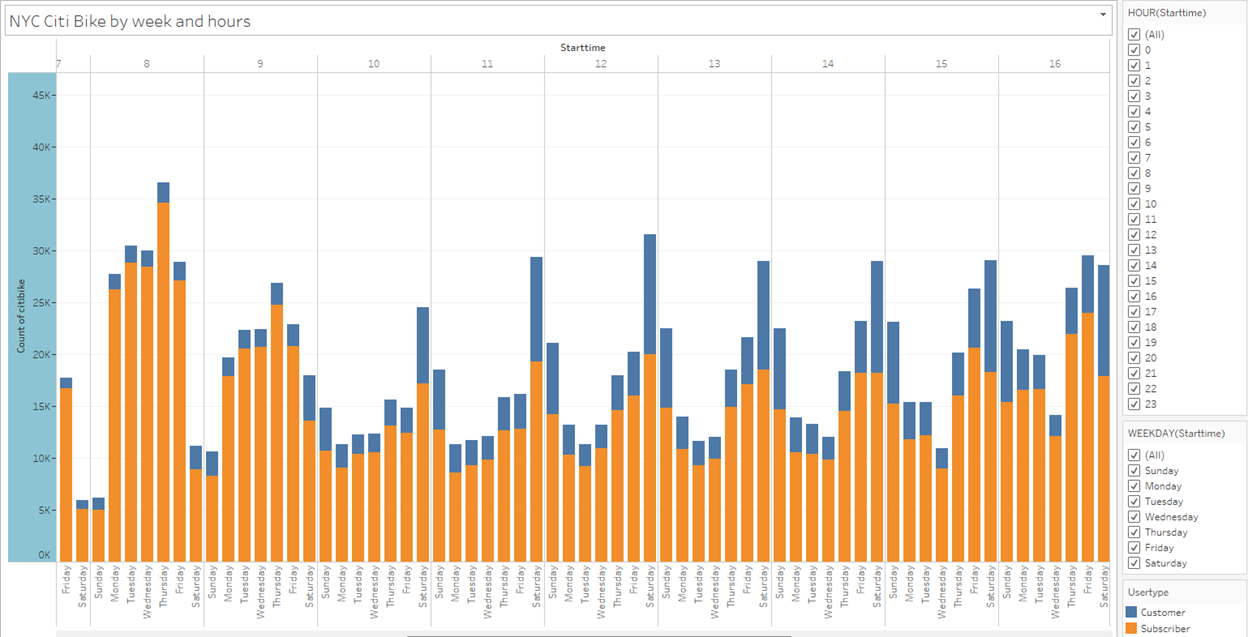 NYC Citi Bike by week and hours
Starttime
7 8 9 10 11 12 13 14 15 16
45K
40K
35K
30K
25K
20K
15K
10K
5K
0K
Count of citibike
Friday Saturday Sunday Monday Tuesday Wednesday Thursday Friday Saturday Sunday Monday Tuesday Wednesday Thursday Friday Saturday Sunday Monday Tuesday Wednesday Thursday Friday Saturday Sunday Monday Tuesday Wednesday Thursday Friday Saturday Sunday Monday Tuesday Wednesday Thursday Friday Saturday Sunday Monday Tuesday Wednesday Thursday Friday Saturday Sunday Monday Tuesday Wednesday Thursday Friday Saturday Sunday Monday Tuesday Wednesday Thursday Friday Saturday Sunday Monday Tuesday Wednesday Thursday Friday Saturday
HOUR(Starttime)
(All)
0
1
2
3
4
5
6
7
8
9
10
11
12
13
14
15
16
17
18
19
20
21
22
23
WEEKDAY(Starttime)
(All)
Sunday
Monday
Tuesday
Wednesday
Thursday
Friday
Saturday
Usertype
Customer
Subscriber